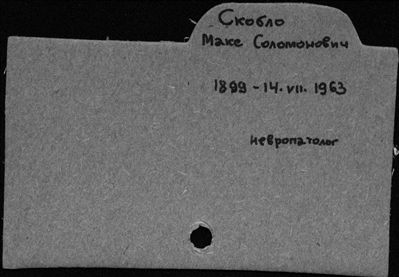 Скобло
Макс Соломонович
1899 - 14. VII. 1963
невропатолог